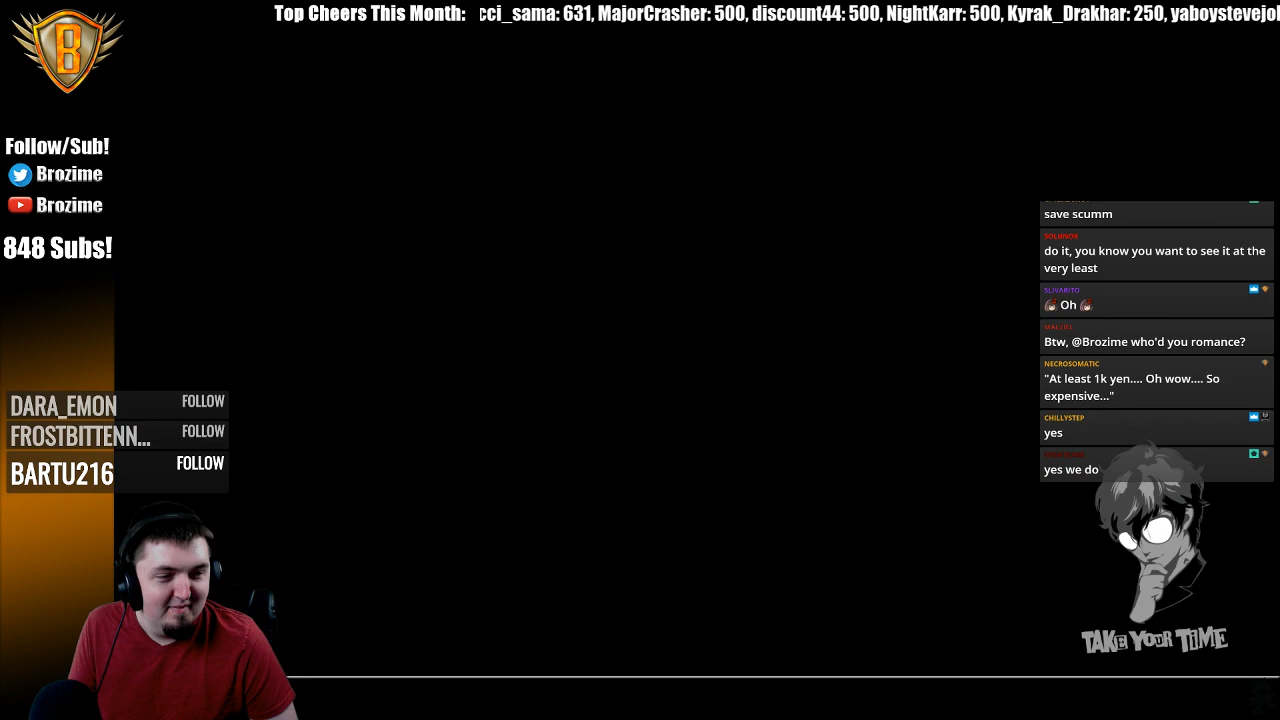 Top Cheers This Month: cci_sama: 631, MajorCrasher: 500, discount44: 500, NightKarr: 500, Kyrak_Drakhar: 250,
B
Follow/Sub!
Brozime
Brozime
848 Subs!
DARA_EMON FOLLOW
FROSTBITTENN... FOLLOW
BARTU216 FOLLOW
save scumm
SOLUNOX
do it, you know you want to see it at the
very least
SLIVARITO
Oh
Btw, @Brozime who'd you romance?
NECROSOMATIC
"At least 1k yen.... Oh wow.... So
expensive..."
CHILLYSTEP
yes
yes we do
TAKE YOUR TIME